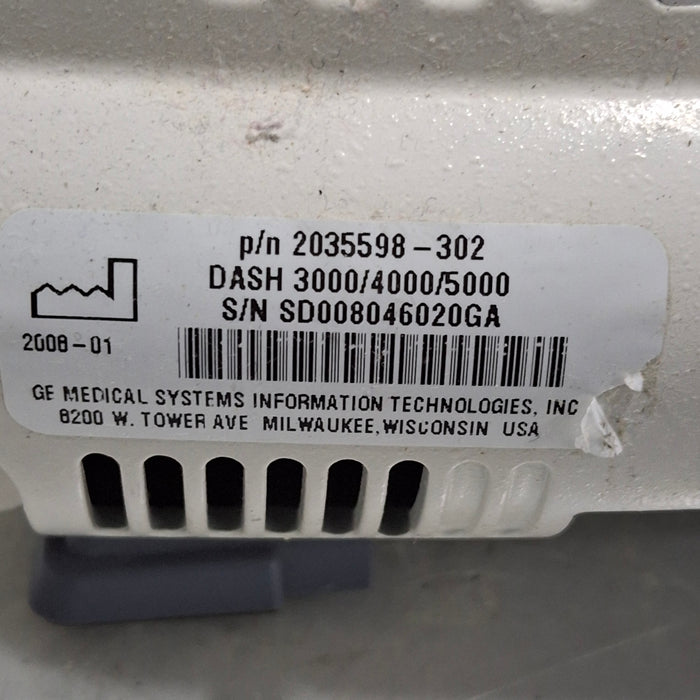 p/n 2035598-302
DASH 3000/4000/5000
S/N SD008046020GA
2008-01
GE MEDICAL SYSTEMS INFORMATION TECHNOLOGIES, INC
8200 W. TOWER AVE MILWAUKEE, WISCONSIN USA